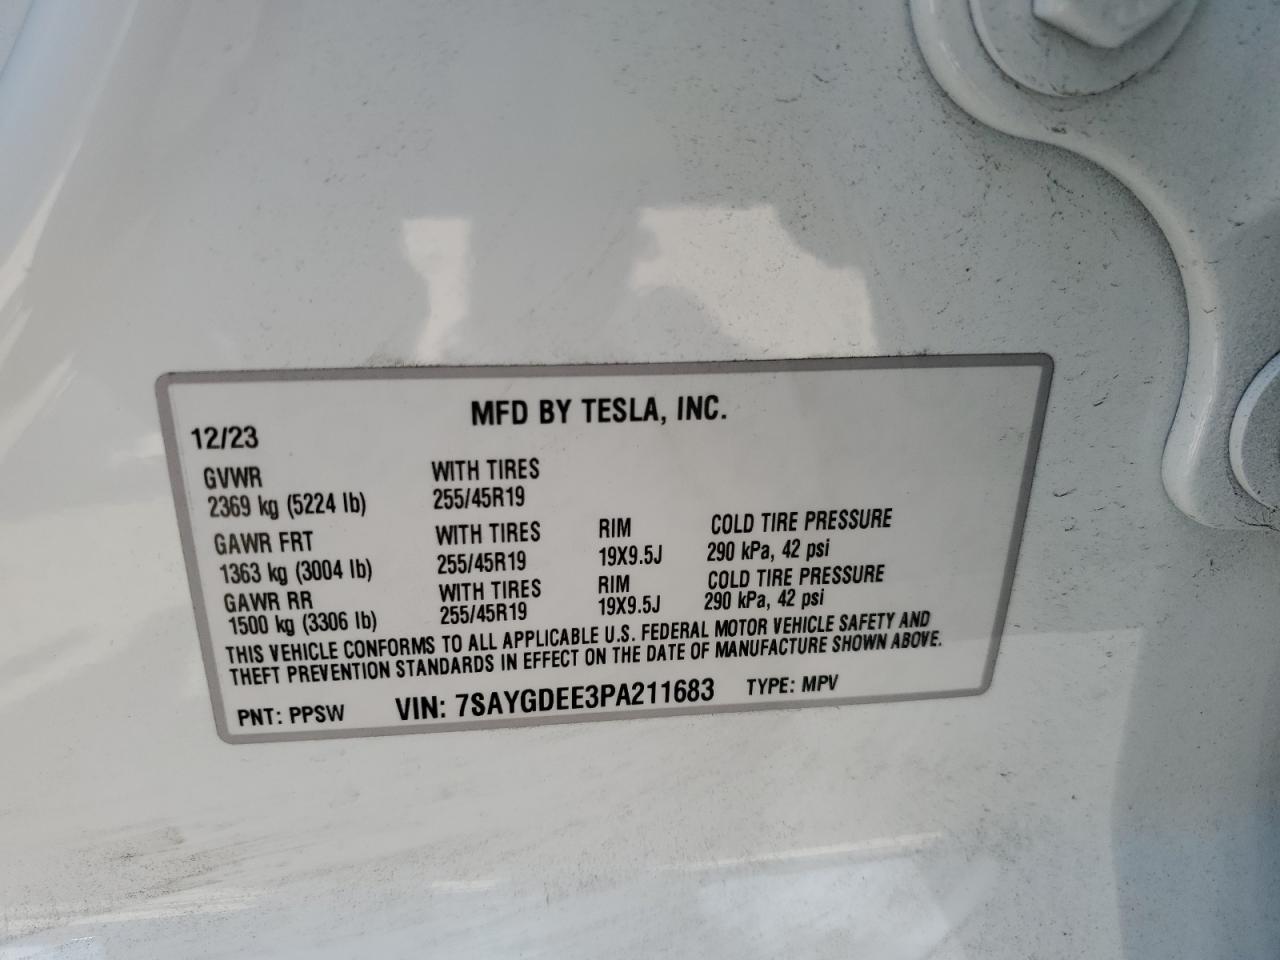 MFD BY TESLA, INC.
12/23
GVWR WITH TIRES
2369 kg (5224 lb) 255/45R19
GAWR FRT WITH TIRES RIM COLD TIRE PRESSURE
1363 kg (3004 lb) 255/45R19 19X9.5J 290 kPa, 42 psi
GAWR RR WITH TIRES RIM COLD TIRE PRESSURE
1500 kg (3306 lb) 255/45R19 19X9.5J 290 kPa, 42 psi
THIS VEHICLE CONFORMS TO ALL APPLICABLE U.S. FEDERAL MOTOR VEHICLE SAFETY AND
THEFT PREVENTION STANDARDS IN EFFECT ON THE DATE OF MANUFACTURE SHOWN ABOVE.
PNT: PPSW VIN: 7SAYGDEE3PA211683 TYPE: MPV